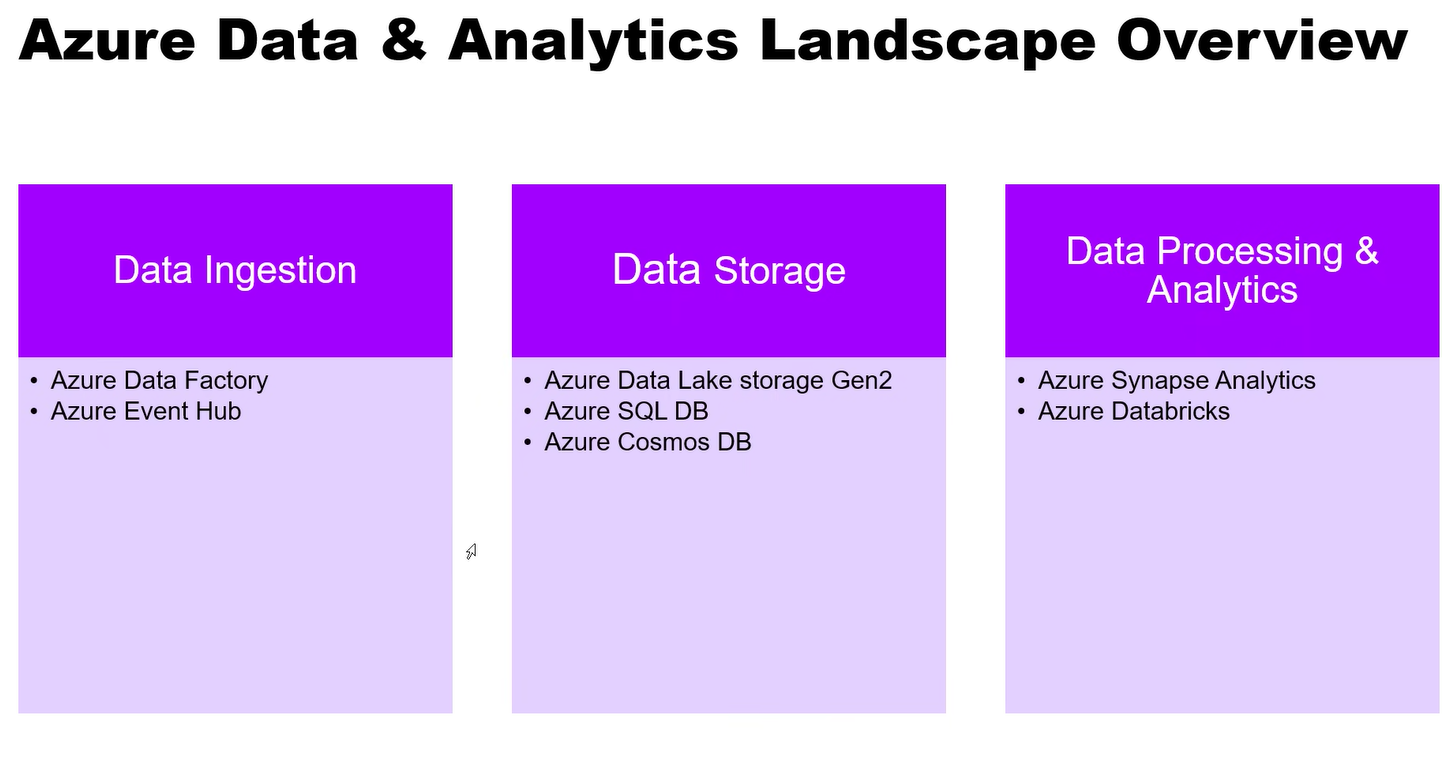 Azure Data & Analytics Landscape Overview
Data Ingestion
• Azure Data Factory
• Azure Event Hub
Data Storage
• Azure Data Lake storage Gen2
• Azure SQL DB
• Azure Cosmos DB
Data Processing &
Analytics
• Azure Synapse Analytics
• Azure Databricks